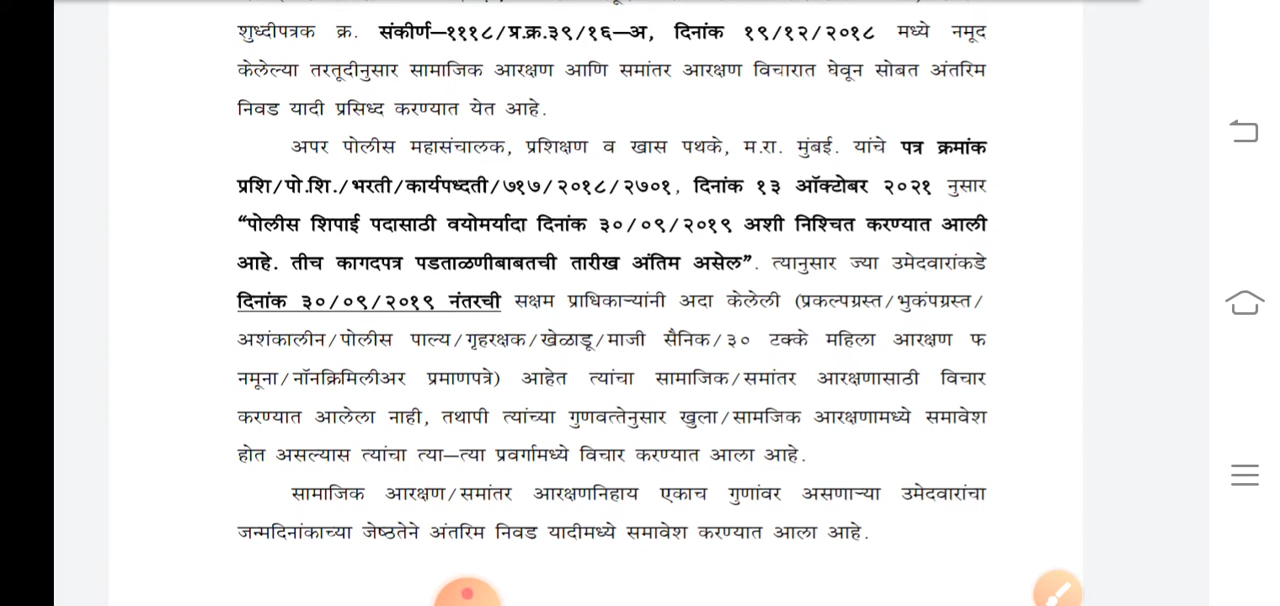 शुध्दीपत्रक क्र. संकीर्ण—१११८/प्र.क्र.३९/१६—अ, दिनांक १९/१२/२०१८ मध्ये नमूद
केलेल्या तरतूदीनुसार सामाजिक आरक्षण आणि समांतर आरक्षण विचारात घेवून सोबत अंतरिम
निवड यादी प्रसिध्द करण्यात येत आहे.
अपर पोलीस महासंचालक, प्रशिक्षण व खास पथके, म.रा. मुंबई. यांचे पत्र क्रमांक
प्रशि/पो.शि./भरती/कार्यपध्दती/७१७/२०१८/२७०१, दिनांक १३ ऑक्टोबर २०२१ नुसार
“पोलीस शिपाई पदासाठी वयोमर्यादा दिनांक ३०/०९/२०१९ अशी निश्चित करण्यात आली
आहे. तीच कागदपत्र पडताळणीबाबतची तारीख अंतिम असेल”. त्यानुसार ज्या उमेदवारांकडे
दिनांक ३०/०९/२०१९ नंतरची सक्षम प्राधिकाऱ्यांनी अदा केलेली (प्रकल्पग्रस्त/भुकंपग्रस्त/
अशंकालीन/पोलीस पाल्य/गृहरक्षक/खेळाडू/माजी सैनिक/३० टक्के महिला आरक्षण फ
नमूना/नॉनक्रिमिलीअर प्रमाणपत्रे) आहेत त्यांचा सामाजिक/समांतर आरक्षणासाठी विचार
करण्यात आलेला नाही, तथापी त्यांच्या गुणवत्तेनुसार खुला/सामजिक आरक्षणामध्ये समावेश
होत असल्यास त्यांचा त्या—त्या प्रवर्गामध्ये विचार करण्यात आला आहे.
सामाजिक आरक्षण/समांतर आरक्षणनिहाय एकाच गुणांवर असणाऱ्या उमेदवारांचा
जन्मदिनांकाच्या जेष्ठतेने अंतरिम निवड यादीमध्ये समावेश करण्यात आला आहे.